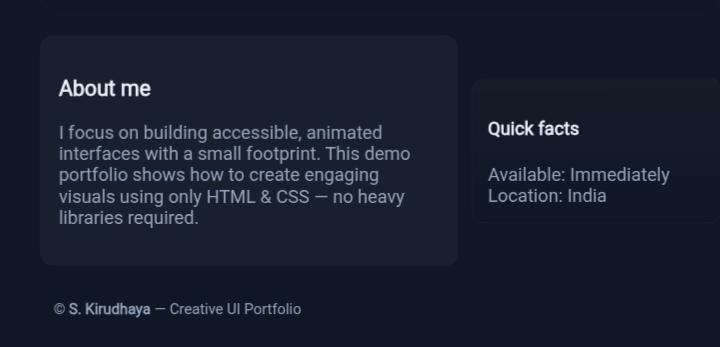 About me
I focus on building accessible, animated
interfaces with a small footprint. This demo
portfolio shows how to create engaging
visuals using only HTML & CSS — no heavy
libraries required.
Quick facts
Available: Immediately
Location: India
© S. Kirudhaya — Creative UI Portfolio